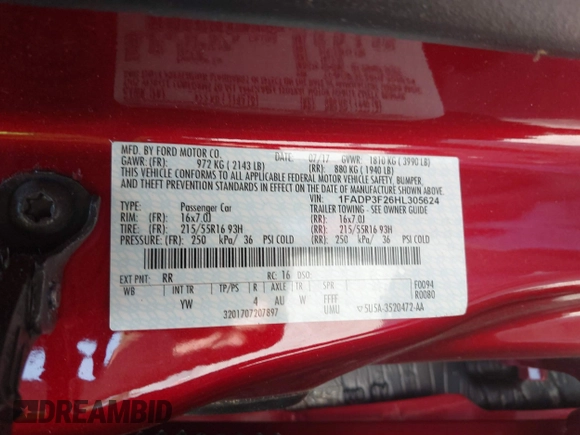 MFD. BY FORD MOTOR CO.
DATE: 07/17 GVWR: 1810 KG ( 3990 LB)
GAWR: (FR): 972 KG ( 2143 LB) (RR): 880 KG ( 1940 LB)
THIS VEHICLE CONFORMS TO ALL APPLICABLE FEDERAL MOTOR VEHICLE SAFETY, BUMPER,
AND THEFT PREVENTION STANDARDS IN EFFECT ON THE DATE OF MANUFACTURE SHOWN ABOVE.
VIN: 1FADP3F26HL305624
TYPE: Passenger Car TRAILER TOWING - SEE OWNER GUIDE
RIM: (FR): 16x7.0J (RR): 16x7.0J
TIRE: (FR): 215/55R16 93H (RR): 215/55R16 93H
PRESSURE: (FR): 250 kPa/ 36 PSI COLD (RR): 250 kPa/ 36 PSI COLD
EXT PNT: RR RC: 16 DSO: F0094
WB INT TR TP/PS R AXLE TR SPR R0080
YW 4 AU W FFFF
3201707207897 UMU 5U5A-3520472-AA
DREAMBID